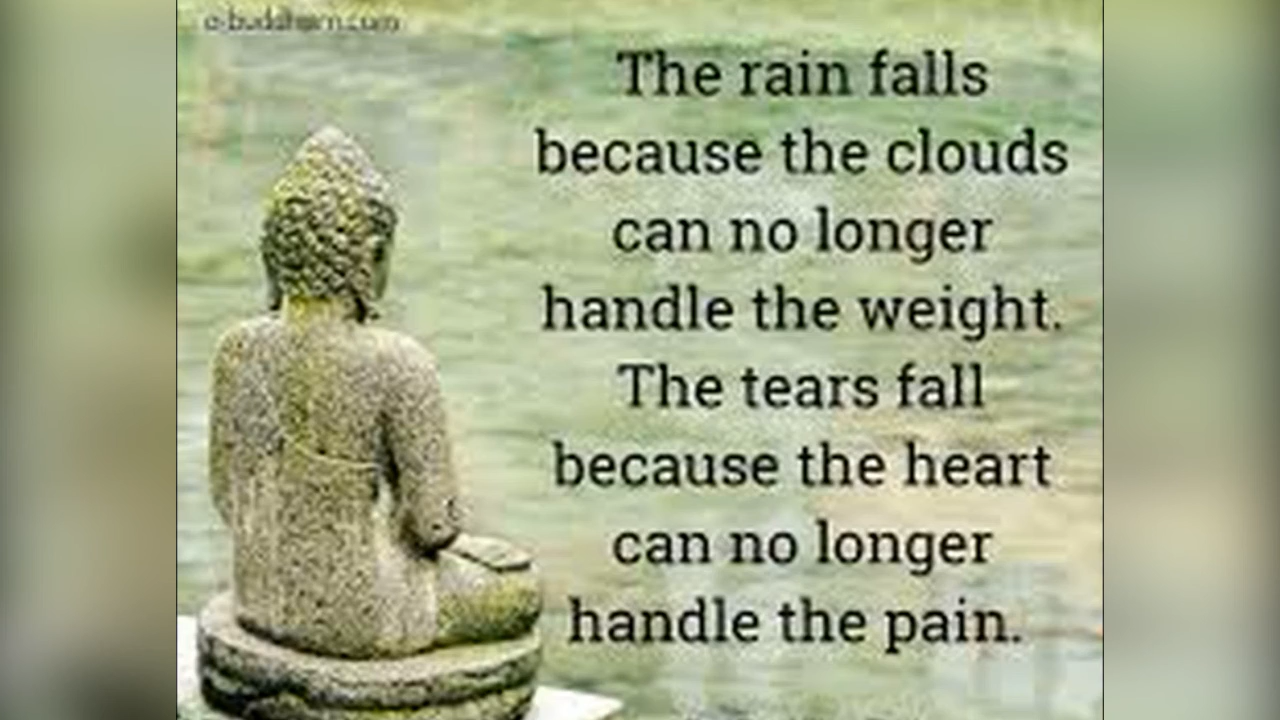 The rain falls
because the clouds
can no longer
handle the weight.
The tears fall
because the heart
can no longer
handle the pain.